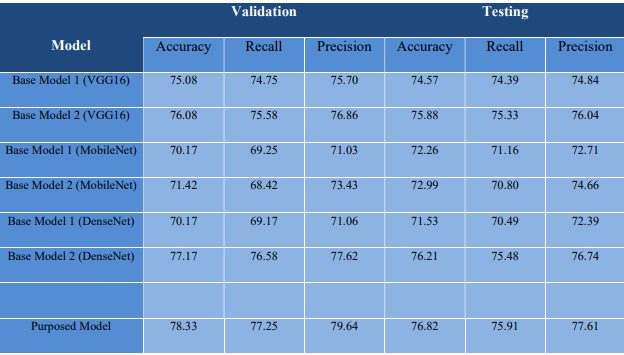 Validation Testing
Model Accuracy Recall Precision Accuracy Recall Precision
Base Model 1 (VGG16) 75.08 74.75 75.70 74.57 74.39 74.84
Base Model 2 (VGG16) 76.08 75.58 76.86 75.88 75.33 76.04
Base Model 1 (MobileNet) 70.17 69.25 71.03 72.26 71.16 72.71
Base Model 2 (MobileNet) 71.42 68.42 73.43 72.99 70.80 74.66
Base Model 1 (DenseNet) 70.17 69.17 71.06 71.53 70.49 72.39
Base Model 2 (DenseNet) 77.17 76.58 77.62 76.21 75.48 76.74
Purposed Model 78.33 77.25 79.64 76.82 75.91 77.61